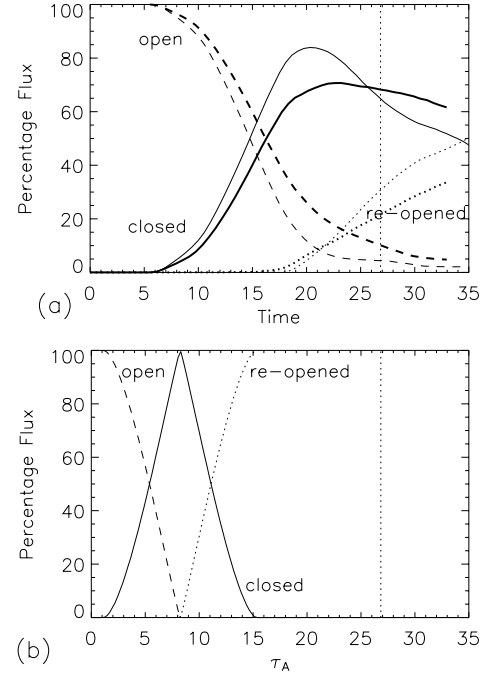 100
80
60
40
20
0
Percentage Flux
open
closed
re-opened
0 5 10 15 20 25 30 35
Time
(a)
100
80
60
40
20
0
Percentage Flux
open
re-opened
closed
0 5 10 15 20 25 30 35
τA
(b)